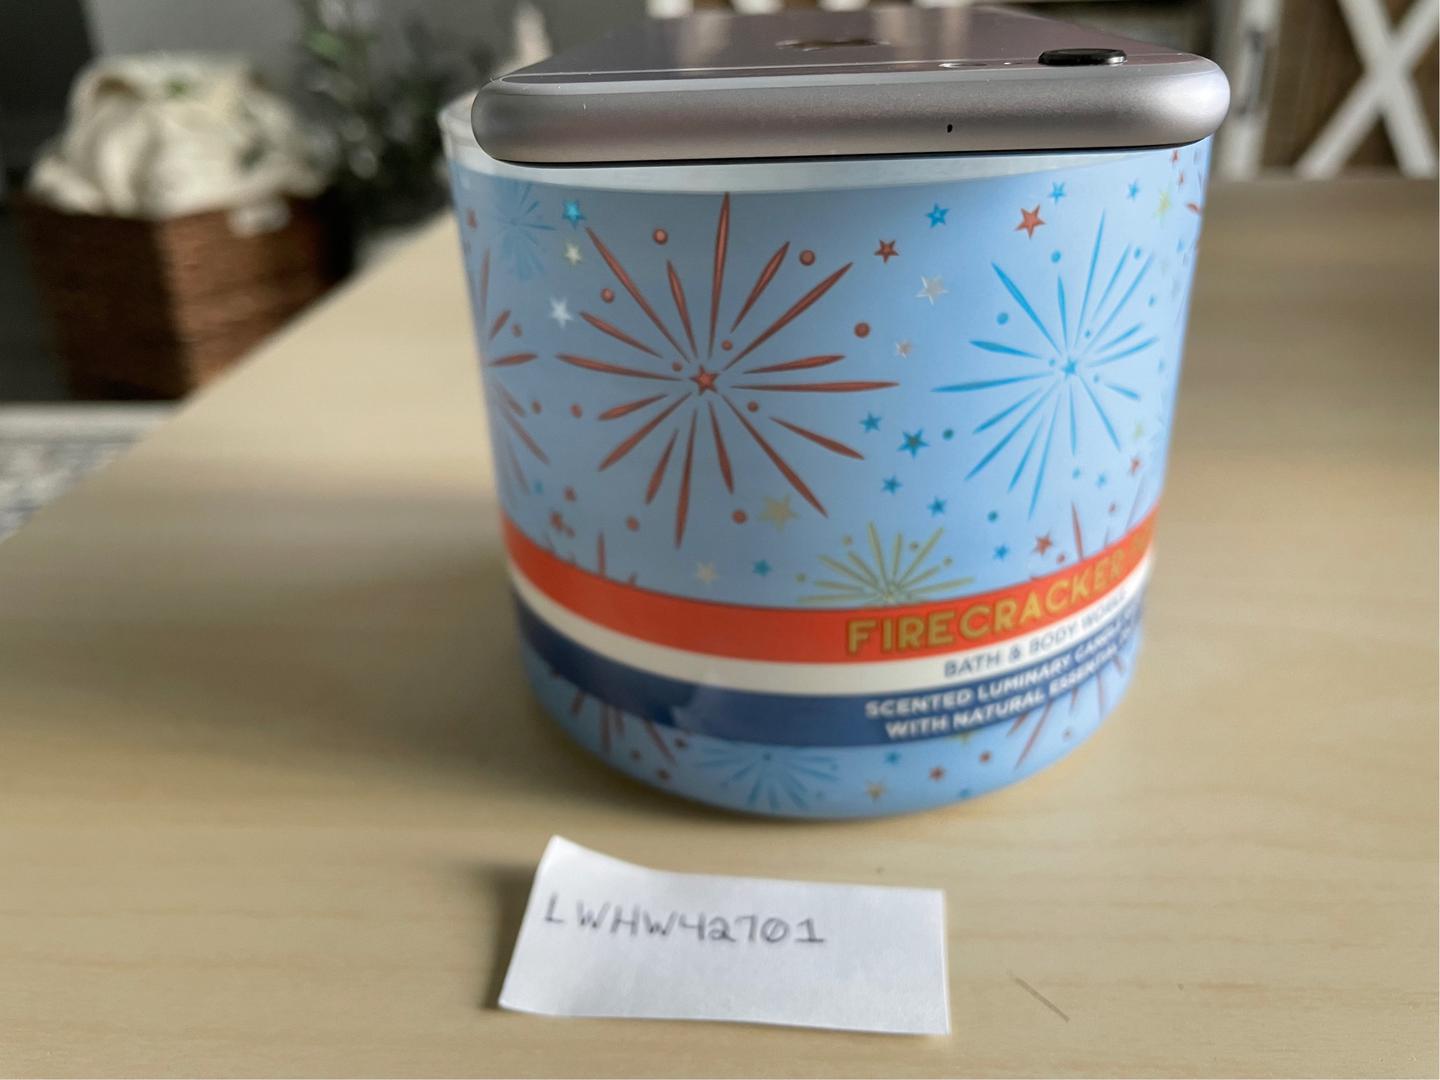 FIRECRACKER
BATH & BODY WORKS
SCENTED LUMINARY CANDLE
WITH NATURAL ESSENTIAL
LWHW42701